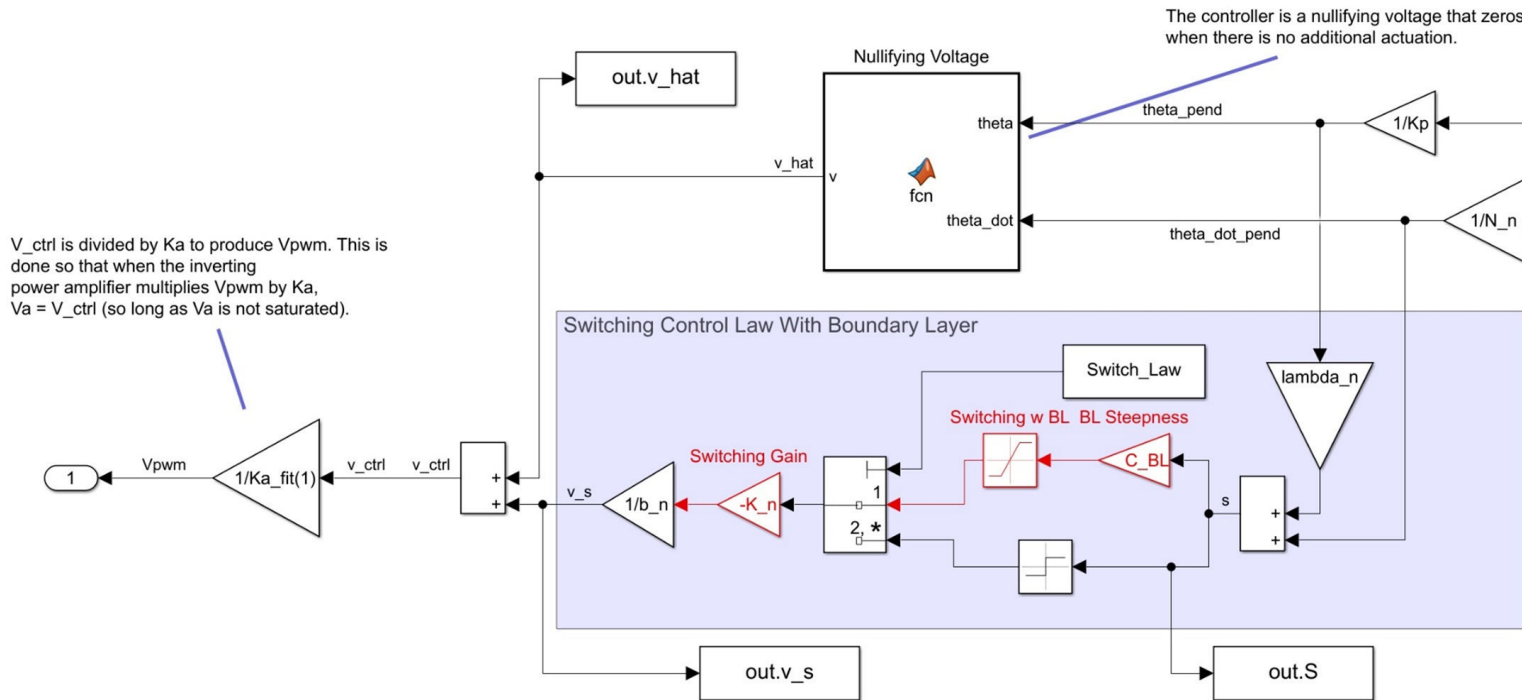 The controller is a nullifying voltage that zeros
when there is no additional actuation.
Nullifying Voltage
out.v_hat
theta
theta_pend
1/Kp
v_hat
v
fcn
theta_dot
theta_dot_pend
1/N_n
V_ctrl is divided by Ka to produce Vpwm. This is
done so that when the inverting
power amplifier multiplies Vpwm by Ka,
Va = V_ctrl (so long as Va is not saturated).
Switching Control Law With Boundary Layer
Switch_Law
lambda_n
Switching w BL BL Steepness
Switching Gain
C_BL
1
Vpwm
1/Ka_fit(1)
v_ctrl
v_ctrl
+
+
v_s
1/b_n
-K_n
1
2, *
s
+
+
out.v_s
out.S